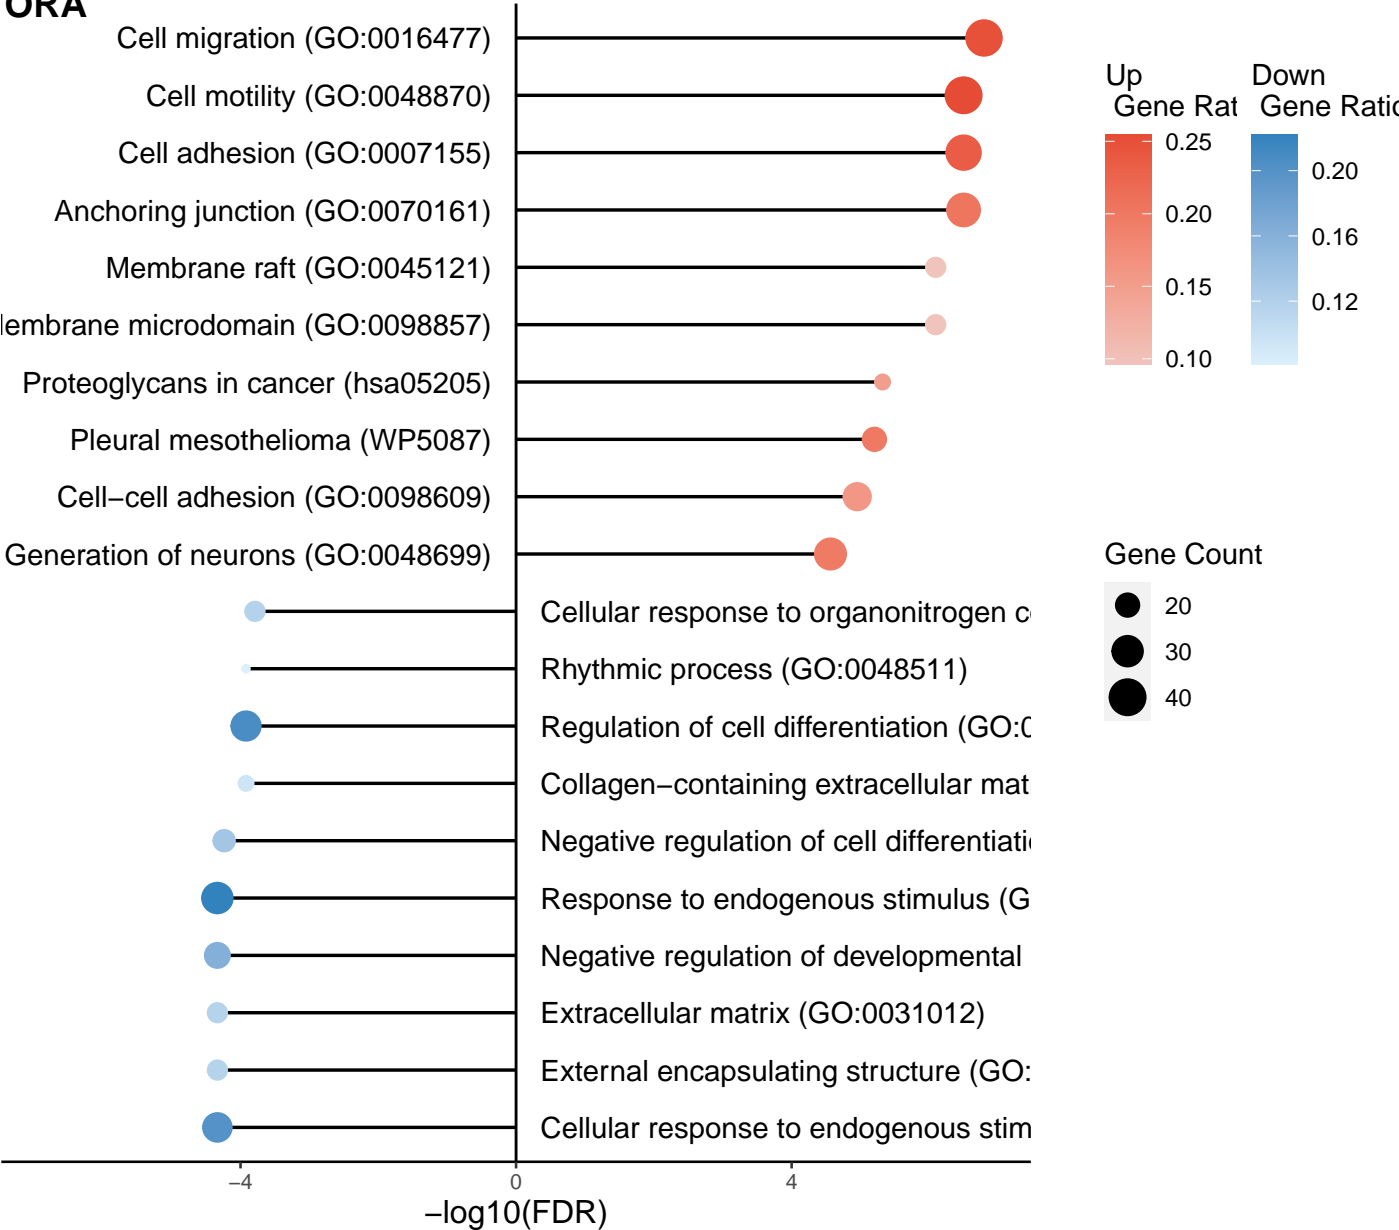 ORA
Cell migration (GO:0016477)
Cell motility (GO:0048870)
Cell adhesion (GO:0007155)
Anchoring junction (GO:0070161)
Membrane raft (GO:0045121)
embrane microdomain (GO:0098857)
Proteoglycans in cancer (hsa05205)
Pleural mesothelioma (WP5087)
Cell−cell adhesion (GO:0098609)
Generation of neurons (GO:0048699)
Cellular response to organonitrogen c
Rhythmic process (GO:0048511)
Regulation of cell differentiation (GO:0
Collagen−containing extracellular mat
Negative regulation of cell differentiati
Response to endogenous stimulus (G
Negative regulation of developmental
Extracellular matrix (GO:0031012)
External encapsulating structure (GO:
Cellular response to endogenous stim
−4 0 4
−log10(FDR)
Up
Gene Rat
0.25
0.20
0.15
0.10
Down
Gene Ratio
0.20
0.16
0.12
Gene Count
20
30
40